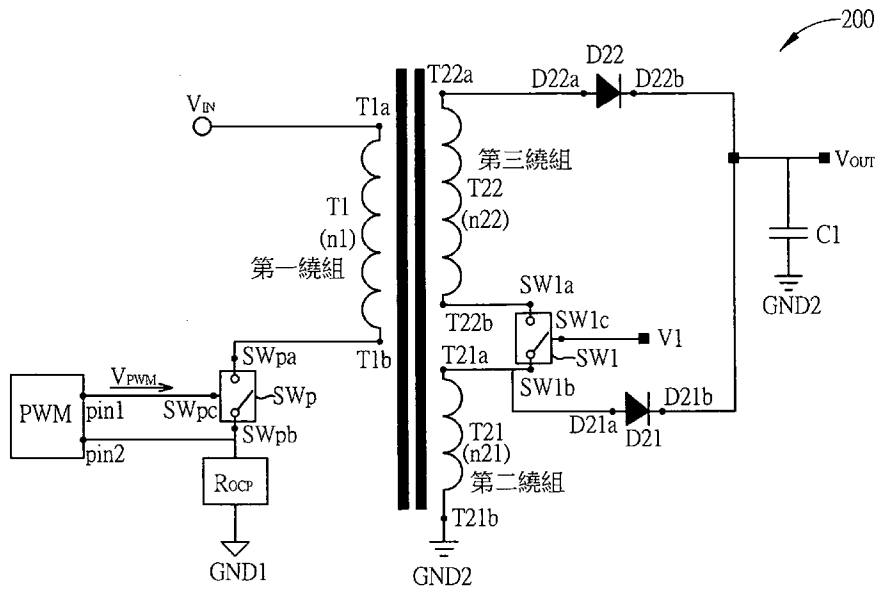 200
D22
T22a
D22a
D22b
VIN
T1a
第三繞組
VOUT
T22
T1
(n22)
(n1)
C1
第一繞組
SW1a
GND2
T22b
SW1c
V1
T1b
T21a
SW1
SWpa
SW1b
VPWM
D21b
SWp
PWM
pin1
SWpc
D21a
D21
T21
SWpb
(n21)
pin2
第二繞組
ROCP
T21b
GND1
GND2